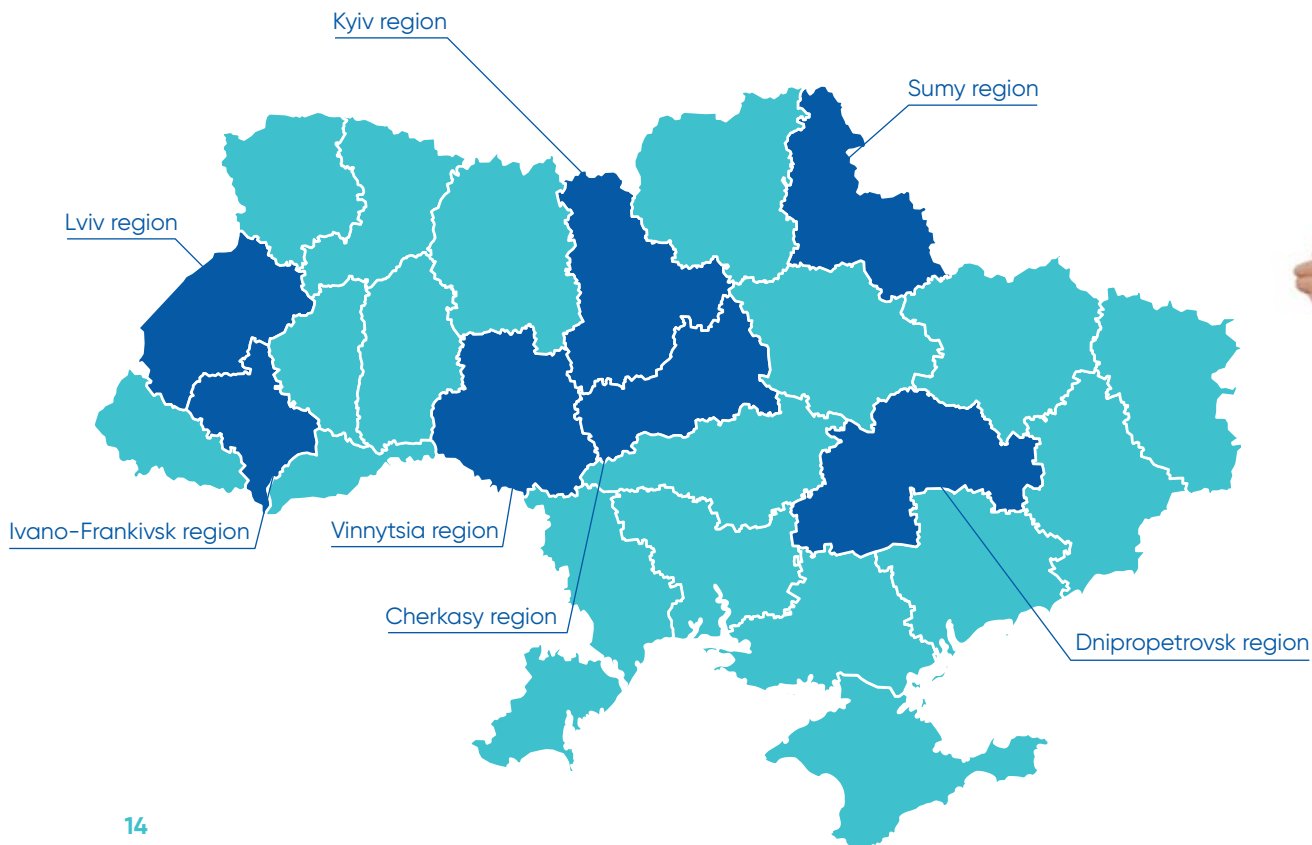 Kyiv region
Sumy region
Lviv region
Ivano-Frankivsk region
Vinnytsia region
Cherkasy region
Dnipropetrovsk region
14